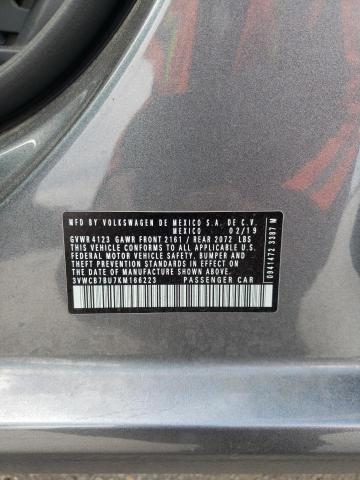 MFD. BY VOLKSWAGEN DE MEXICO S.A. DE C.V.
MEXICO 02/19
GVWR 4123 GAWR FRONT 2161 / REAR 2072 LBS
THIS VEHICLE CONFORMS TO ALL APPLICABLE U.S.
FEDERAL MOTOR VEHICLE SAFETY, BUMPER AND THEFT
PREVENTION STANDARDS IN EFFECT ON THE DATE OF
MANUFACTURE SHOWN ABOVE.
3VWCB7BU7KM166223 PASSENGER CAR
0941472 3387 M